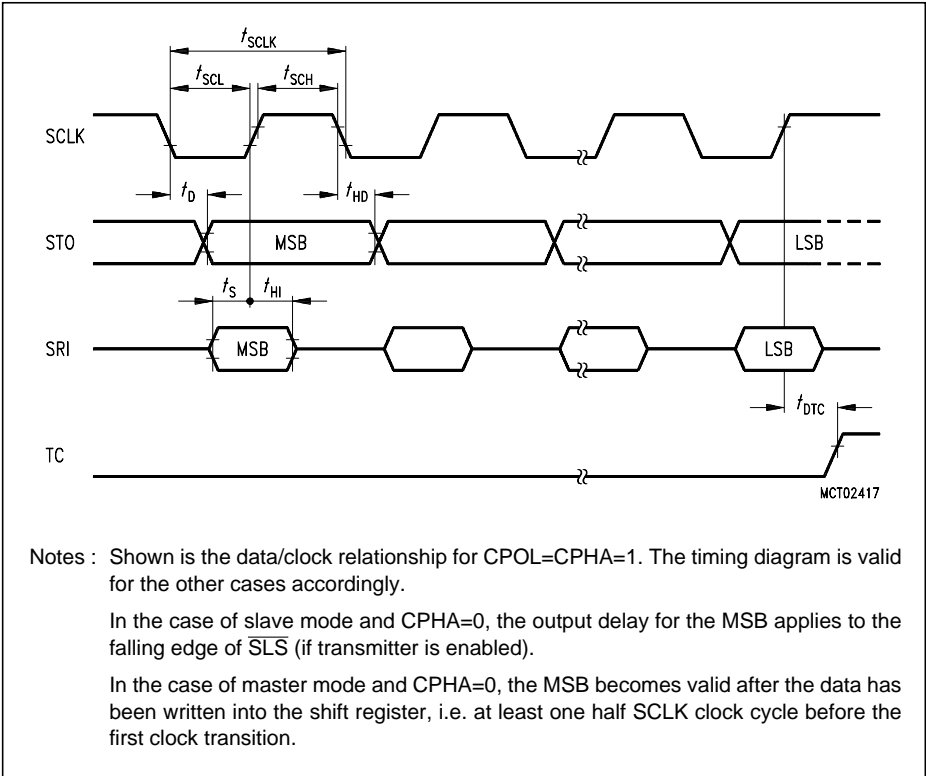 tSCLK
tSCL tSCH
SCLK
tD tHD
STO MSB LSB
tS tHI
SRI MSB LSB
tDTC
TC
MCT02417
Notes : Shown is the data/clock relationship for CPOL=CPHA=1. The timing diagram is valid
for the other cases accordingly.
In the case of slave mode and CPHA=0, the output delay for the MSB applies to the
falling edge of S̅L̅S̅ (if transmitter is enabled).
In the case of master mode and CPHA=0, the MSB becomes valid after the data has
been written into the shift register, i.e. at least one half SCLK clock cycle before the
first clock transition.